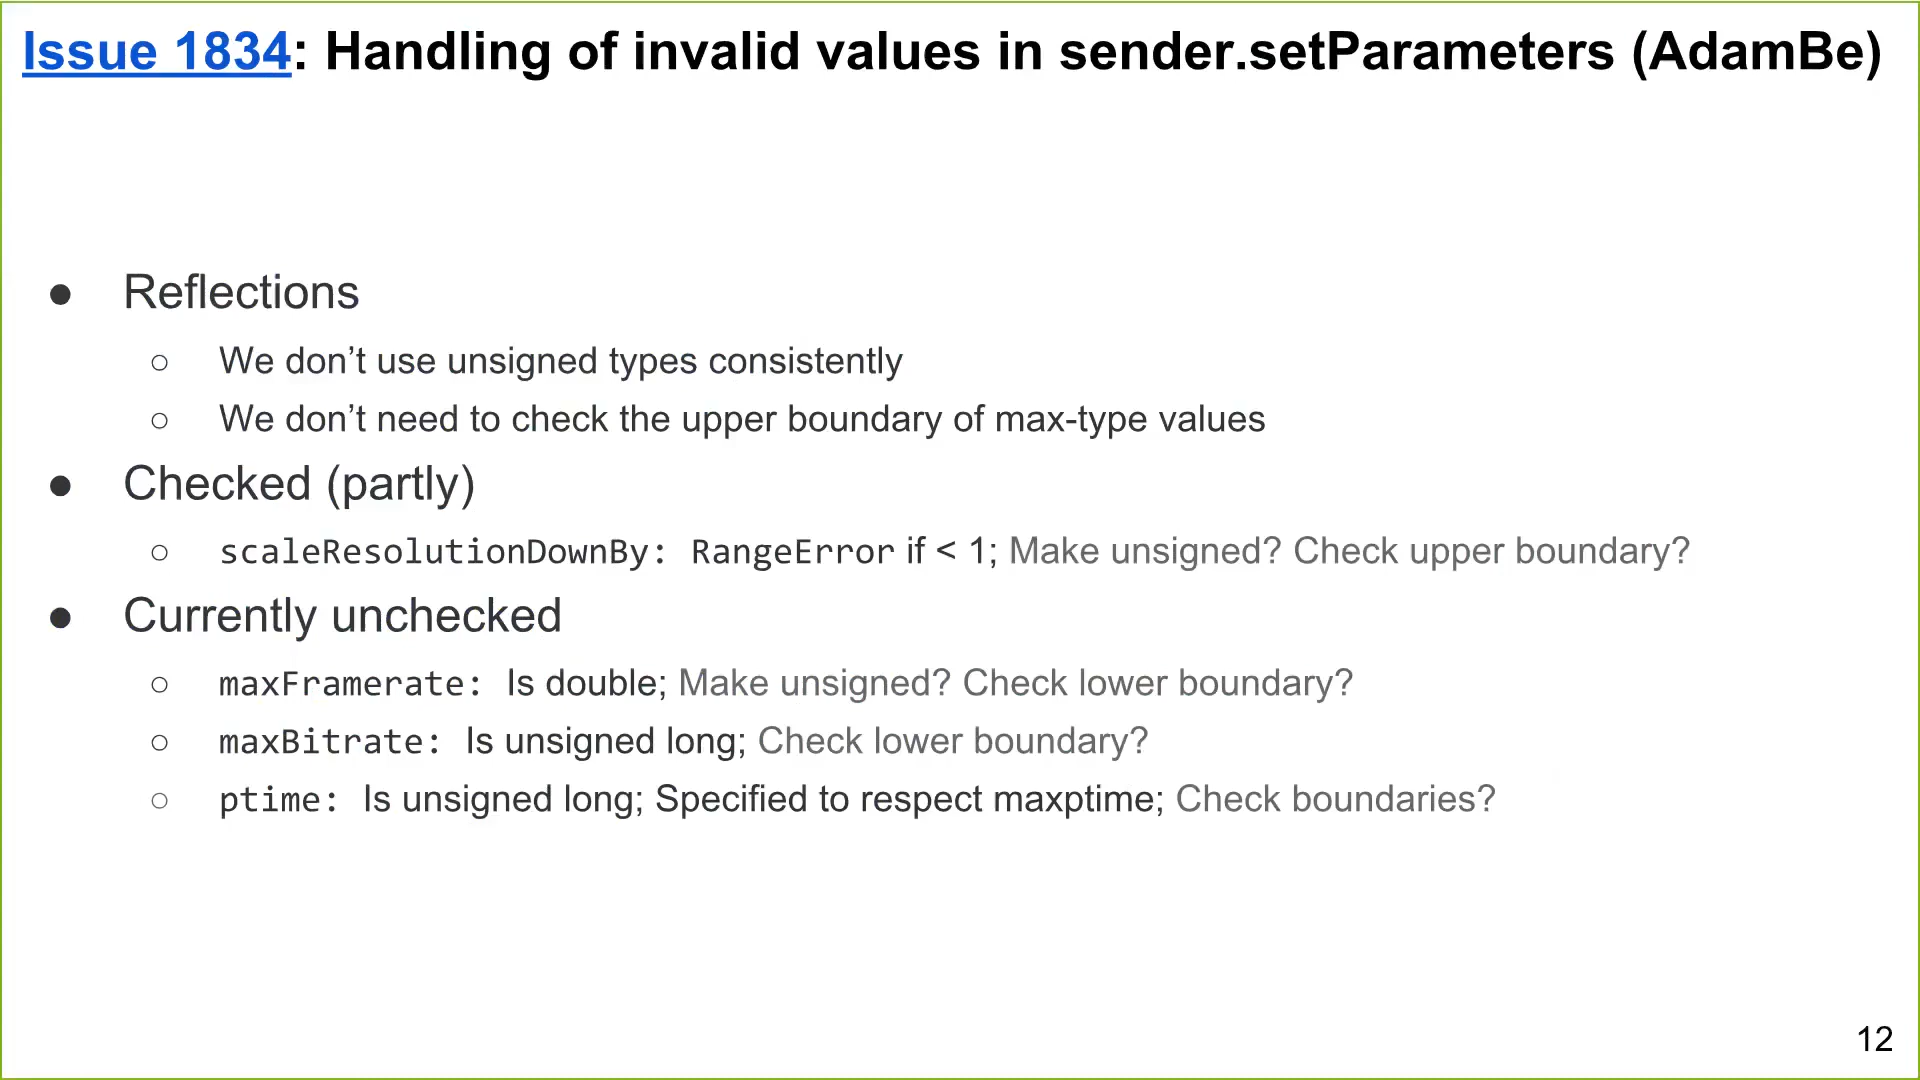 Issue 1834: Handling of invalid values in sender.setParameters (AdamBe)
● Reflections
○ We don’t use unsigned types consistently
○ We don’t need to check the upper boundary of max-type values
● Checked (partly)
○ scaleResolutionDownBy: RangeError if < 1; Make unsigned? Check upper boundary?
● Currently unchecked
○ maxFramerate: Is double; Make unsigned? Check lower boundary?
○ maxBitrate: Is unsigned long; Check lower boundary?
○ ptime: Is unsigned long; Specified to respect maxptime; Check boundaries?
12